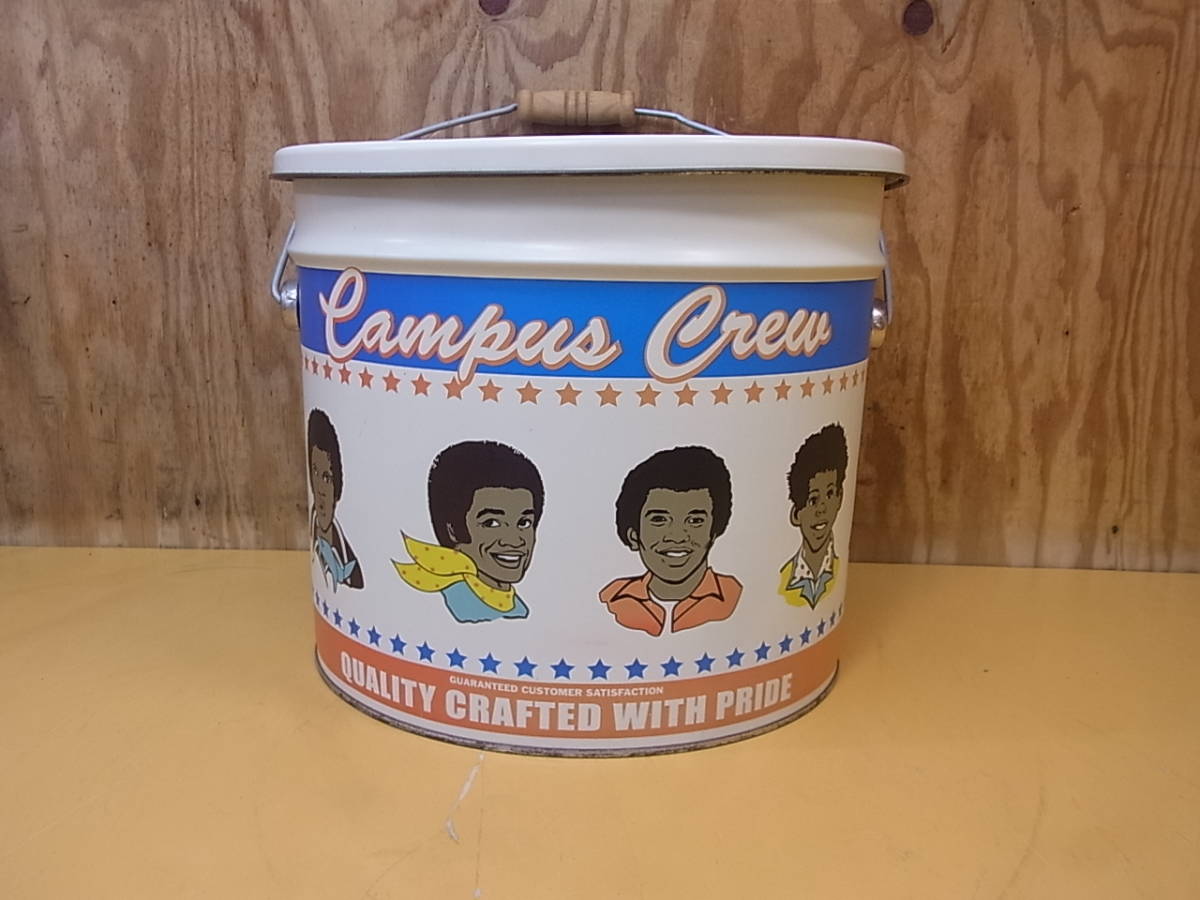 Campus Crew
GUARANTEED CUSTOMER SATISFACTION
QUALITY CRAFTED WITH PRIDE